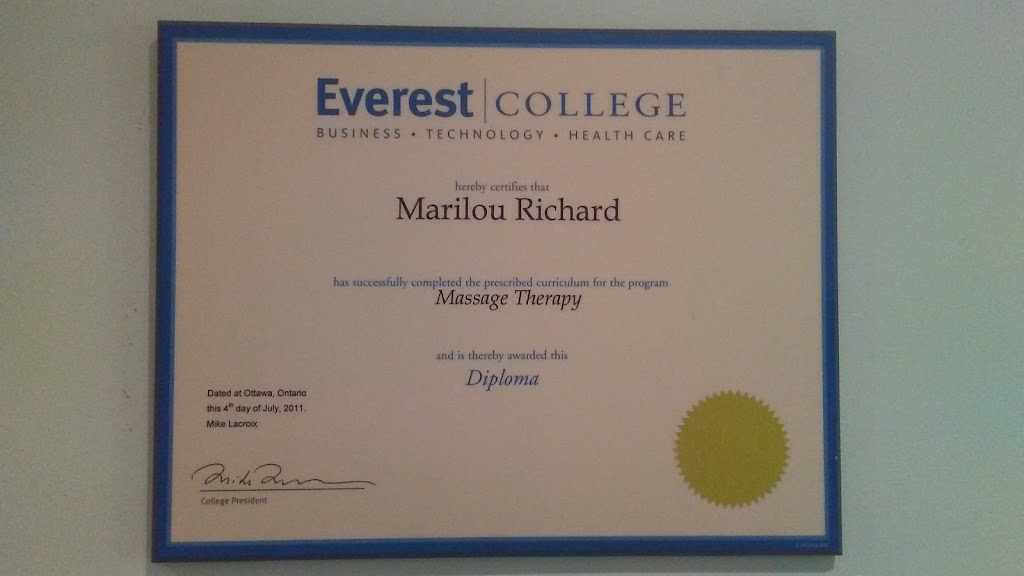 Everest | COLLEGE
BUSINESS • TECHNOLOGY • HEALTH CARE
hereby certifies that
Marilou Richard
has successfully completed the prescribed curriculum for the program
Massage Therapy
and is thereby awarded this
Diploma
Dated at Ottawa, Ontario
this 4th day of July, 2011.
Mike Lacroix
College President